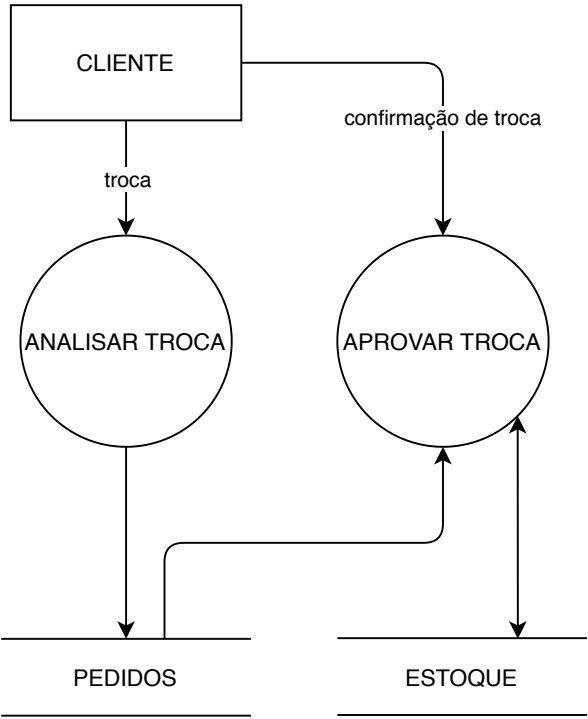 CLIENTE
confirmação de troca
troca
ANALISAR TROCA
APROVAR TROCA
PEDIDOS
ESTOQUE